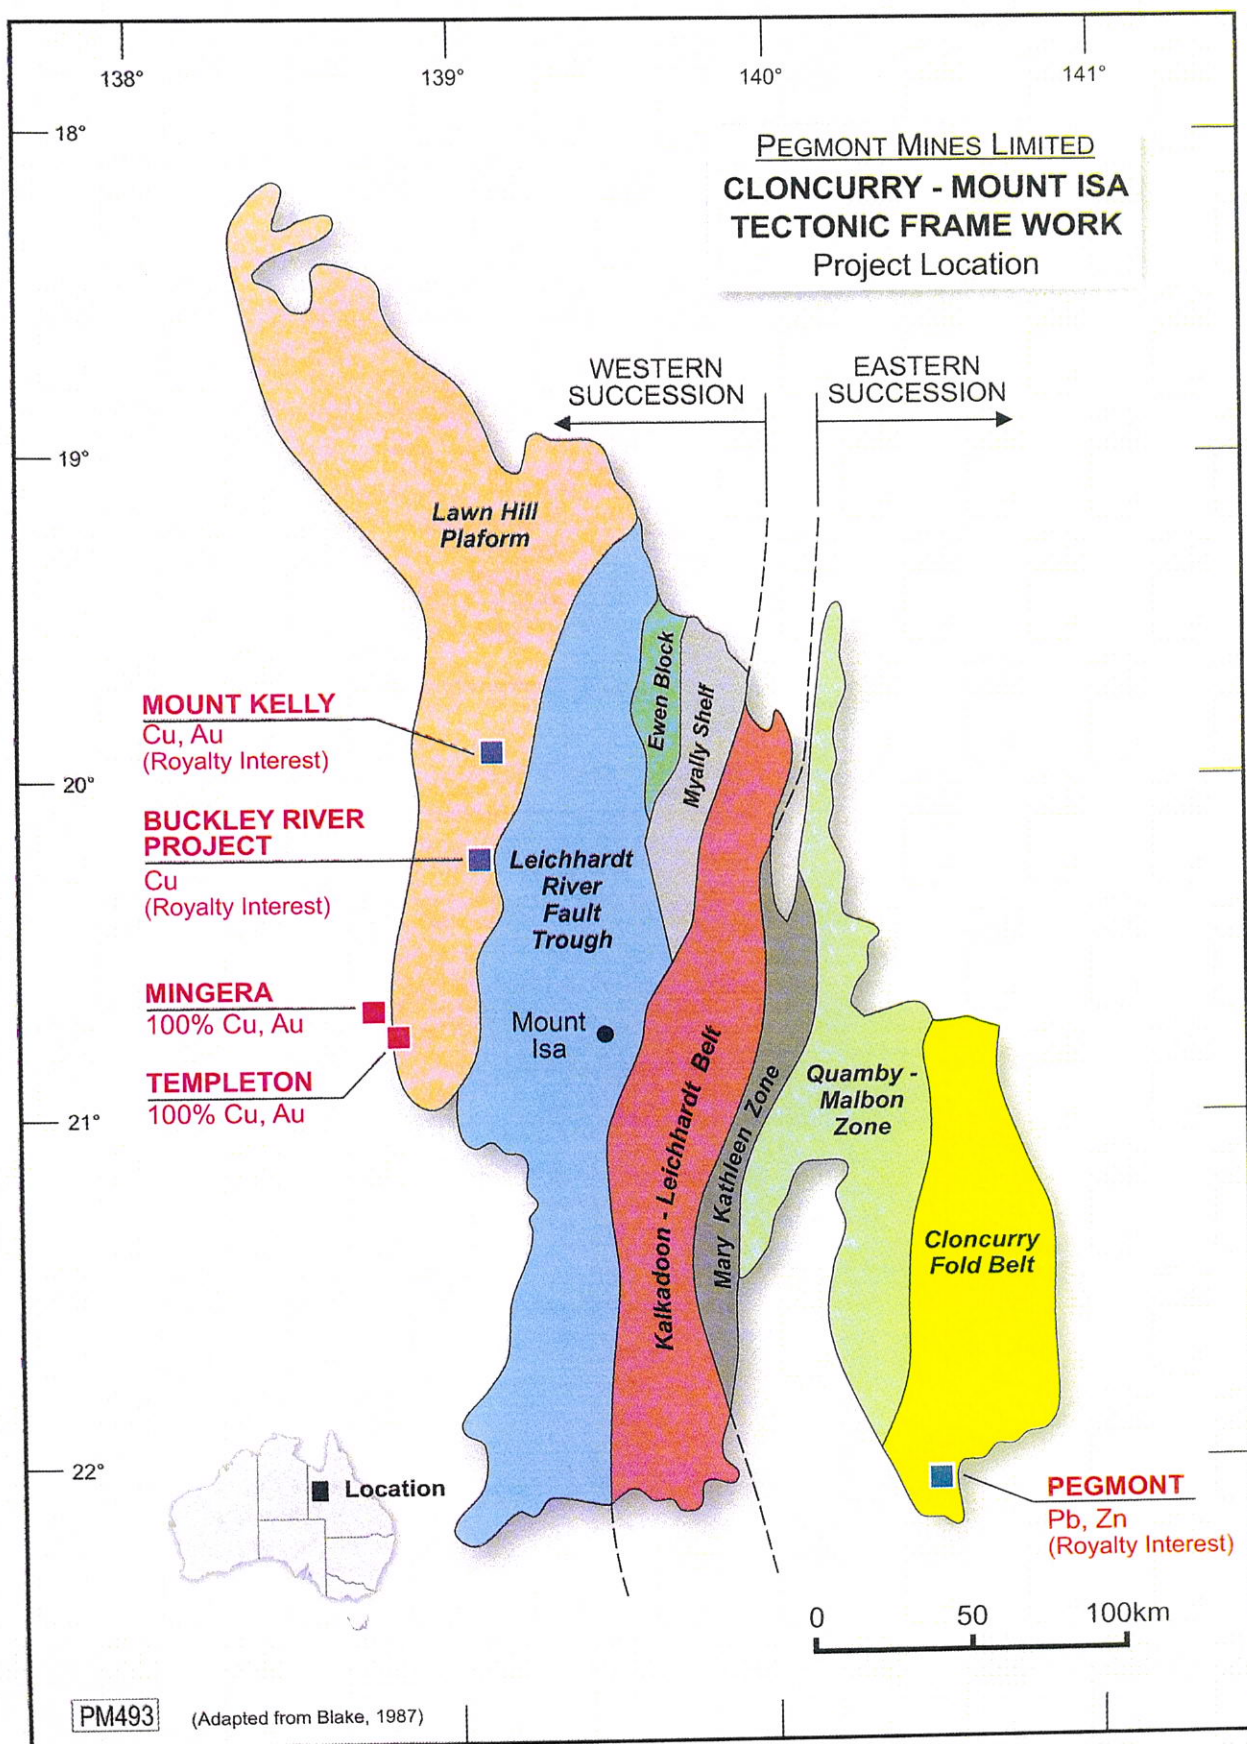 138°
139°
140°
141°
18°
PEGMONT MINES LIMITED
CLONCURRY - MOUNT ISA
TECTONIC FRAME WORK
Project Location
WESTERN
SUCCESSION
EASTERN
SUCCESSION
19°
Lawn Hill
Plaform
Ewen Block
Myally Shelf
MOUNT KELLY
Cu, Au
(Royalty Interest)
20°
BUCKLEY RIVER
PROJECT
Cu
(Royalty Interest)
Leichhardt
River
Fault
Trough
MINGERA
100% Cu, Au
Mount
Isa
TEMPLETON
100% Cu, Au
21°
Kalkadoon - Leichhardt Belt
Mary Kathleen Zone
Quamby -
Malbon
Zone
Cloncurry
Fold Belt
22°
Location
PEGMONT
Pb, Zn
(Royalty Interest)
0 50 100km
PM493 (Adapted from Blake, 1987)